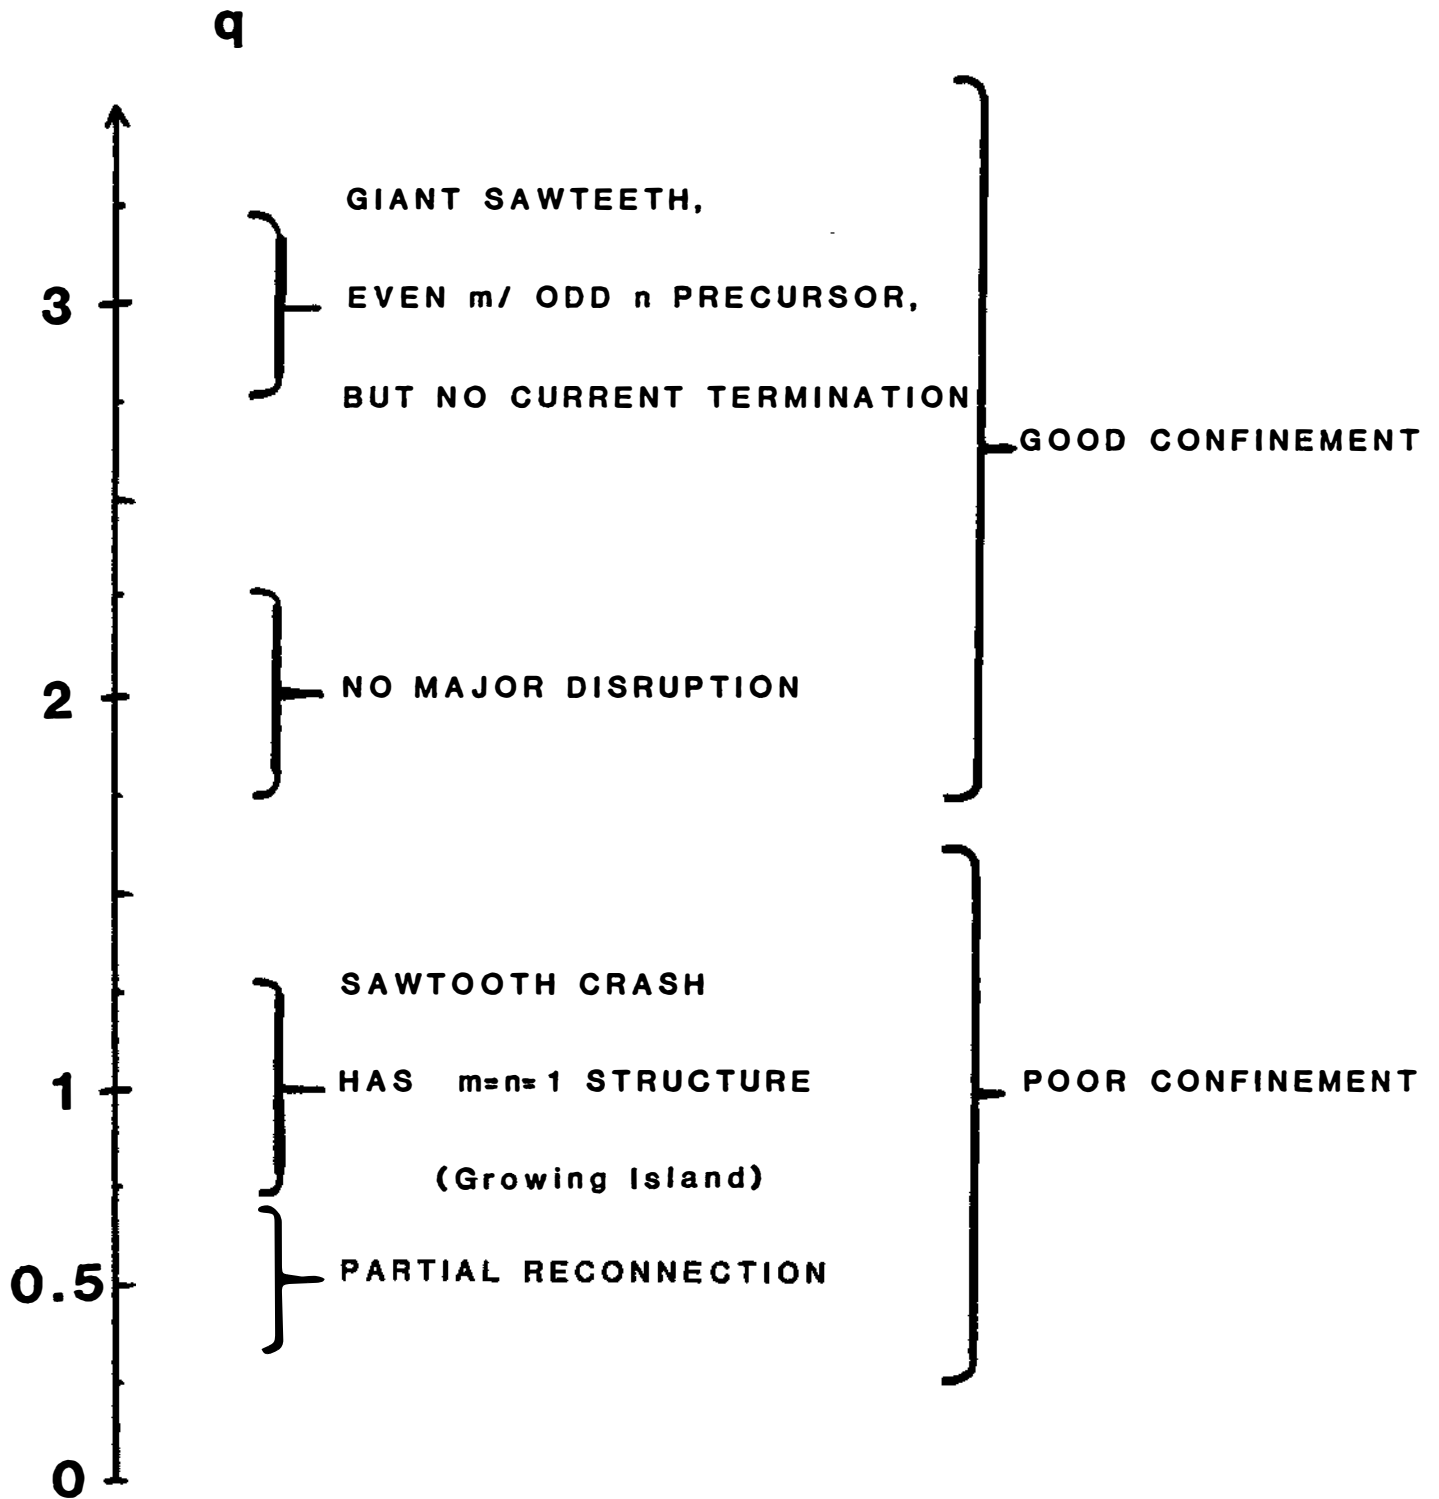 q
GIANT SAWTEETH,
3
EVEN m/ ODD n PRECURSOR,
BUT NO CURRENT TERMINATION
GOOD CONFINEMENT
2
NO MAJOR DISRUPTION
SAWTOOTH CRASH
1
HAS m=n=1 STRUCTURE
POOR CONFINEMENT
(Growing Island)
0.5
PARTIAL RECONNECTION
0